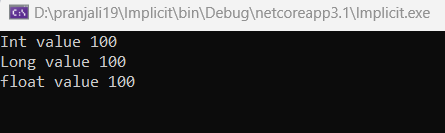 D:\pranjali19\Implicit\bin\Debug\netcoreapp3.1\Implicit.exe
Int value 100
Long value 100
float value 100